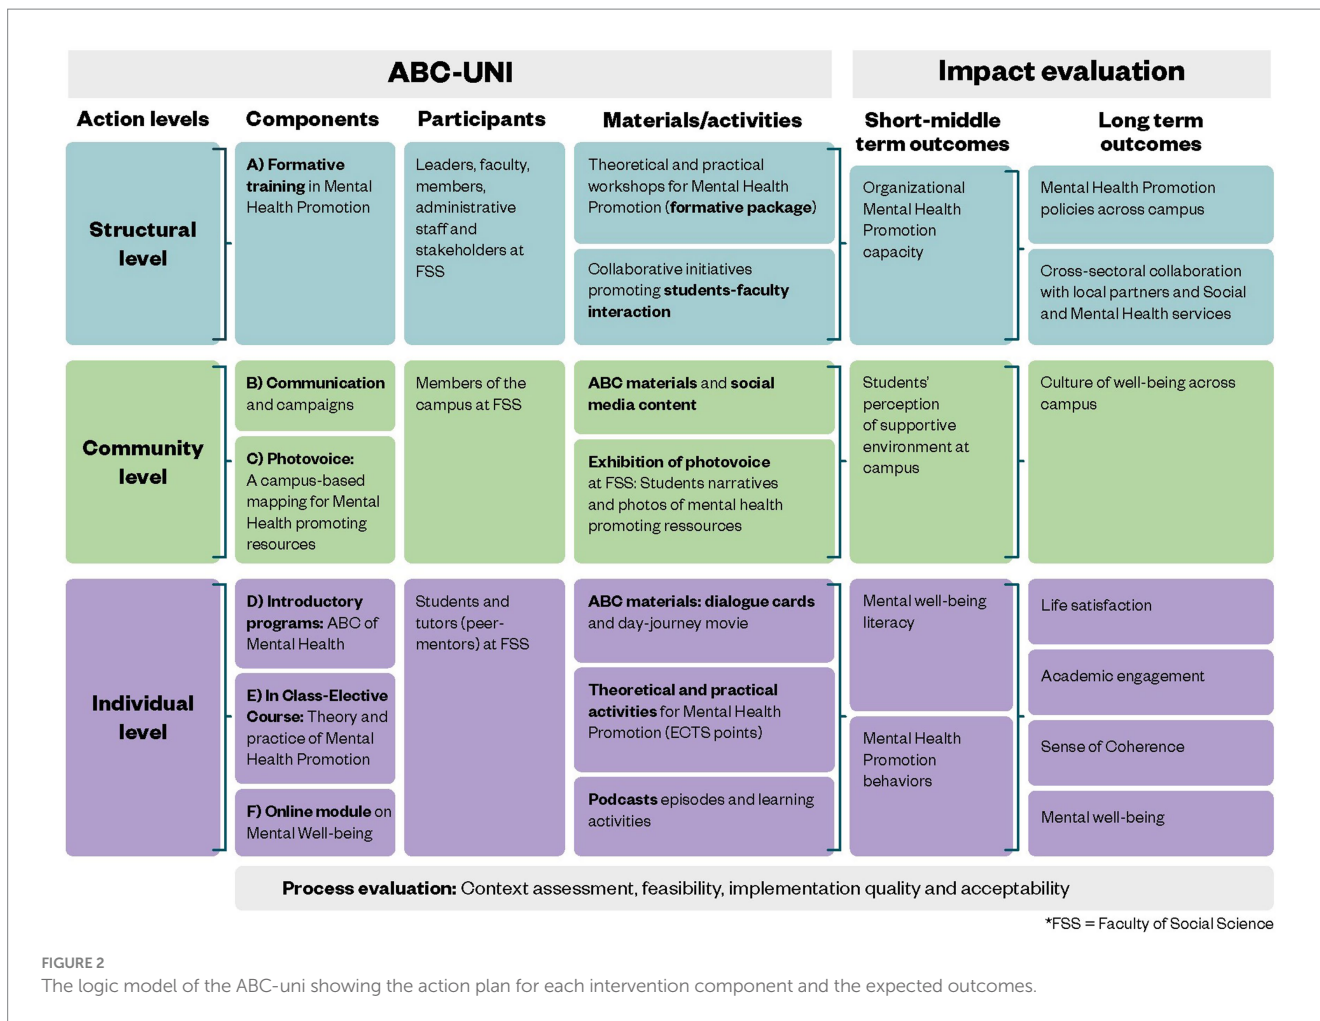 ABC-UNI
Impact evaluation
Action levels
Components
Participants
Materials/activities
Short-middle
term outcomes
Long term
outcomes
Structural
level
A) Formative
training in Mental
Health Promotion
Leaders, faculty,
members,
administrative
staff and
stakeholders at
FSS
Theoretical and practical
workshops for Mental Health
Promotion (formative package)
Collaborative initiatives
promoting students-faculty
interaction
Organizational
Mental Health
Promotion
capacity
Mental Health Promotion
policies across campus
Cross-sectoral collaboration
with local partners and Social
and Mental Health services
Community
level
B) Communication
and campaigns
C) Photovoice:
A campus-based
mapping for Mental
Health promoting
resources
Members of the
campus at FSS
ABC materials and social
media content
Exhibition of photovoice
at FSS: Students narratives
and photos of mental health
promoting ressources
Students’
perception
of supportive
environment at
campus
Culture of well-being across
campus
Individual
level
D) Introductory
programs: ABC of
Mental Health
E) In Class-Elective
Course: Theory and
practice of Mental
Health Promotion
F) Online module on
Mental Well-being
Students and
tutors (peer-
mentors) at FSS
ABC materials: dialogue cards
and day-journey movie
Theoretical and practical
activities for Mental Health
Promotion (ECTS points)
Podcasts episodes and learning
activities
Mental well-being
literacy
Mental Health
Promotion
behaviors
Life satisfaction
Academic engagement
Sense of Coherence
Mental well-being
Process evaluation: Context assessment, feasibility, implementation quality and acceptability
*FSS = Faculty of Social Science
FIGURE 2
The logic model of the ABC-uni showing the action plan for each intervention component and the expected outcomes.